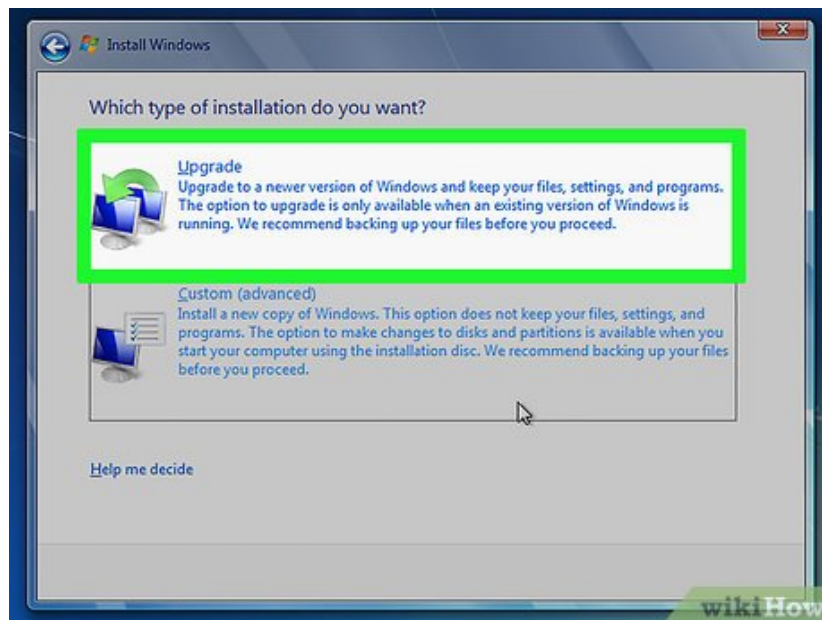 Install Windows
Which type of installation do you want?
Upgrade
Upgrade to a newer version of Windows and keep your files, settings, and programs.
The option to upgrade is only available when an existing version of Windows is
running. We recommend backing up your files before you proceed.
Custom (advanced)
Install a new copy of Windows. This option does not keep your files, settings, and
programs. The option to make changes to disks and partitions is available when you
start your computer using the installation disc. We recommend backing up your files
before you proceed.
Help me decide
wikiHow